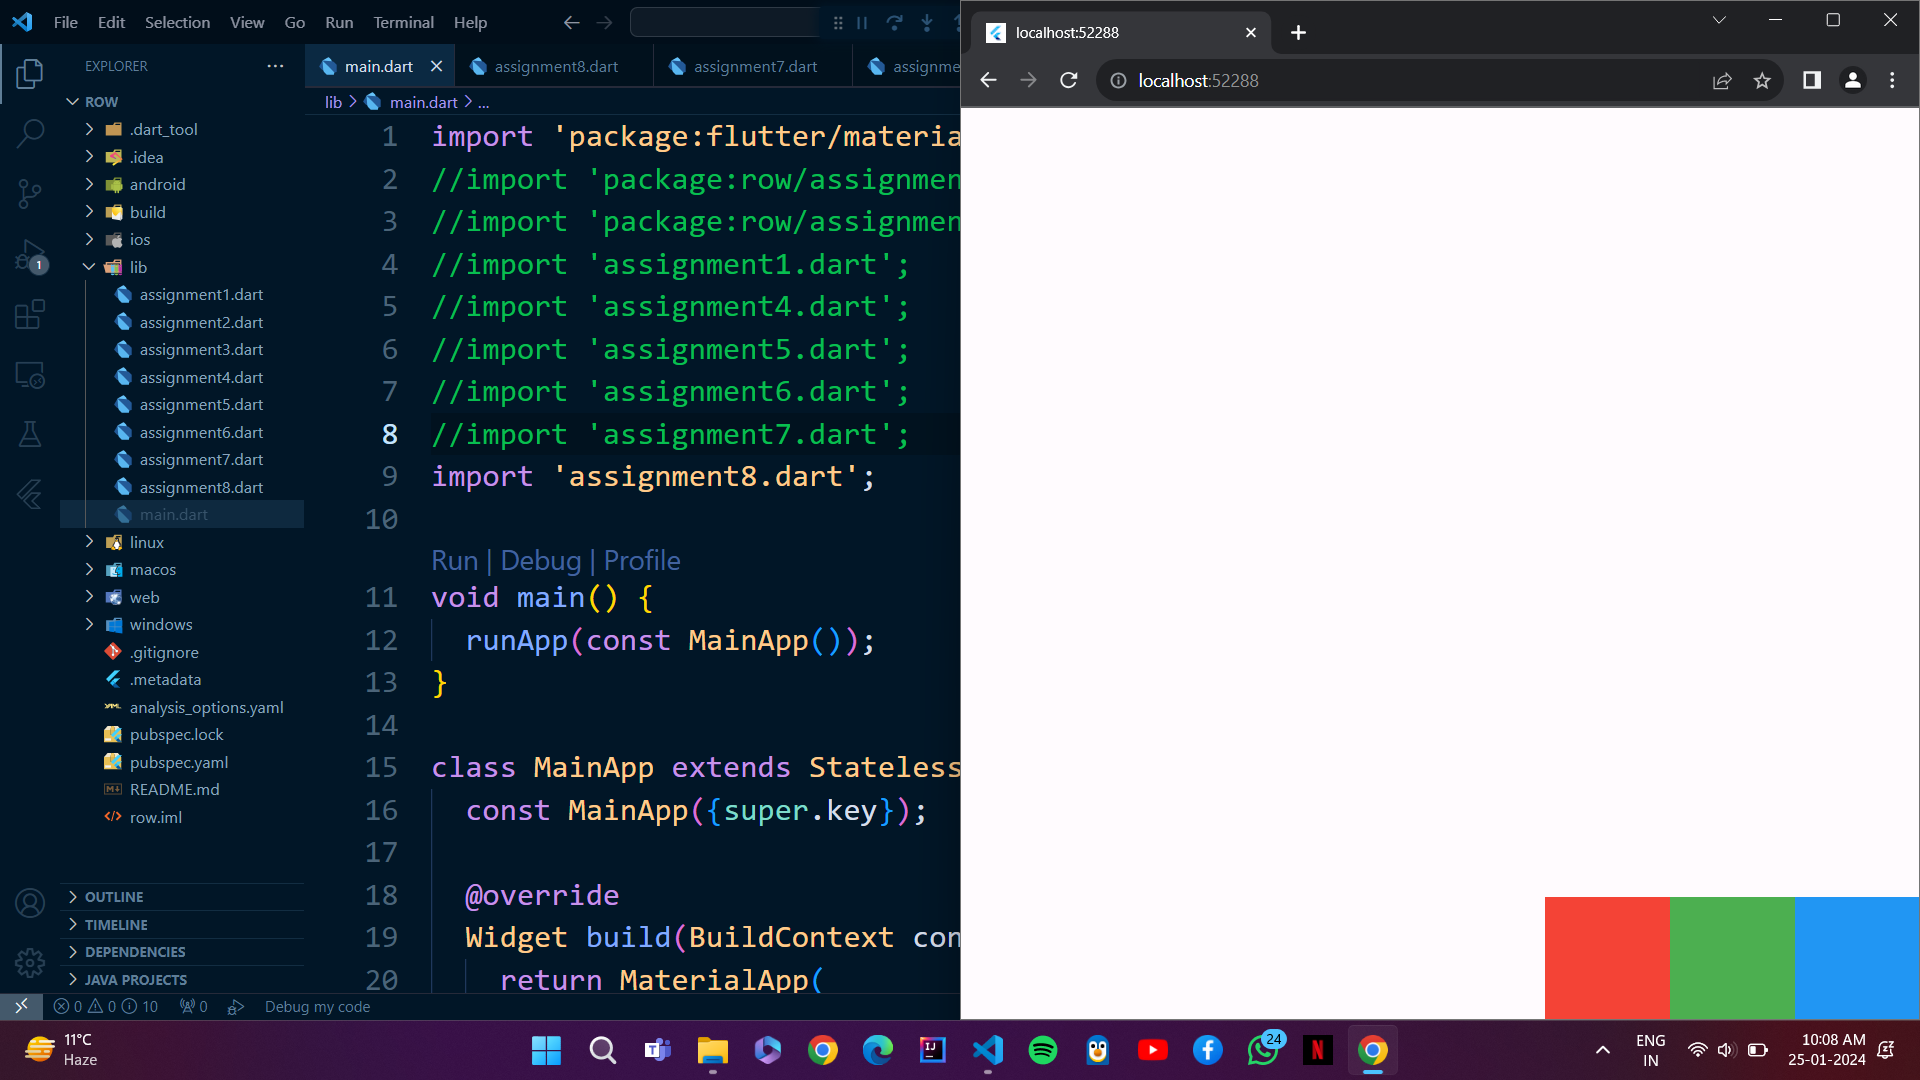 File Edit Selection View Go Run Terminal Help
EXPLORER
ROW
.dart_tool
.idea
android
build
ios
lib
assignment1.dart
assignment2.dart
assignment3.dart
assignment4.dart
assignment5.dart
assignment6.dart
assignment7.dart
assignment8.dart
main.dart
linux
macos
web
windows
.gitignore
.metadata
analysis_options.yaml
pubspec.lock
pubspec.yaml
README.md
row.iml
OUTLINE
TIMELINE
DEPENDENCIES
JAVA PROJECTS
1
main.dart assignment8.dart assignment7.dart assignme
lib > main.dart > ...
1 import 'package:flutter/materia
2 //import 'package:row/assignmen
3 //import 'package:row/assignmen
4 //import 'assignment1.dart';
5 //import 'assignment4.dart';
6 //import 'assignment5.dart';
7 //import 'assignment6.dart';
8 //import 'assignment7.dart';
9 import 'assignment8.dart';
10
Run | Debug | Profile
11 void main() {
12 runApp(const MainApp());
13 }
14
15 class MainApp extends Stateless
16 const MainApp({super.key});
17
18 @override
19 Widget build(BuildContext con
20 return MaterialApp(
0 0 10 0 Debug my code
localhost:52288
localhost:52288
11°C
Haze
24
ENG
IN
10:08 AM
25-01-2024